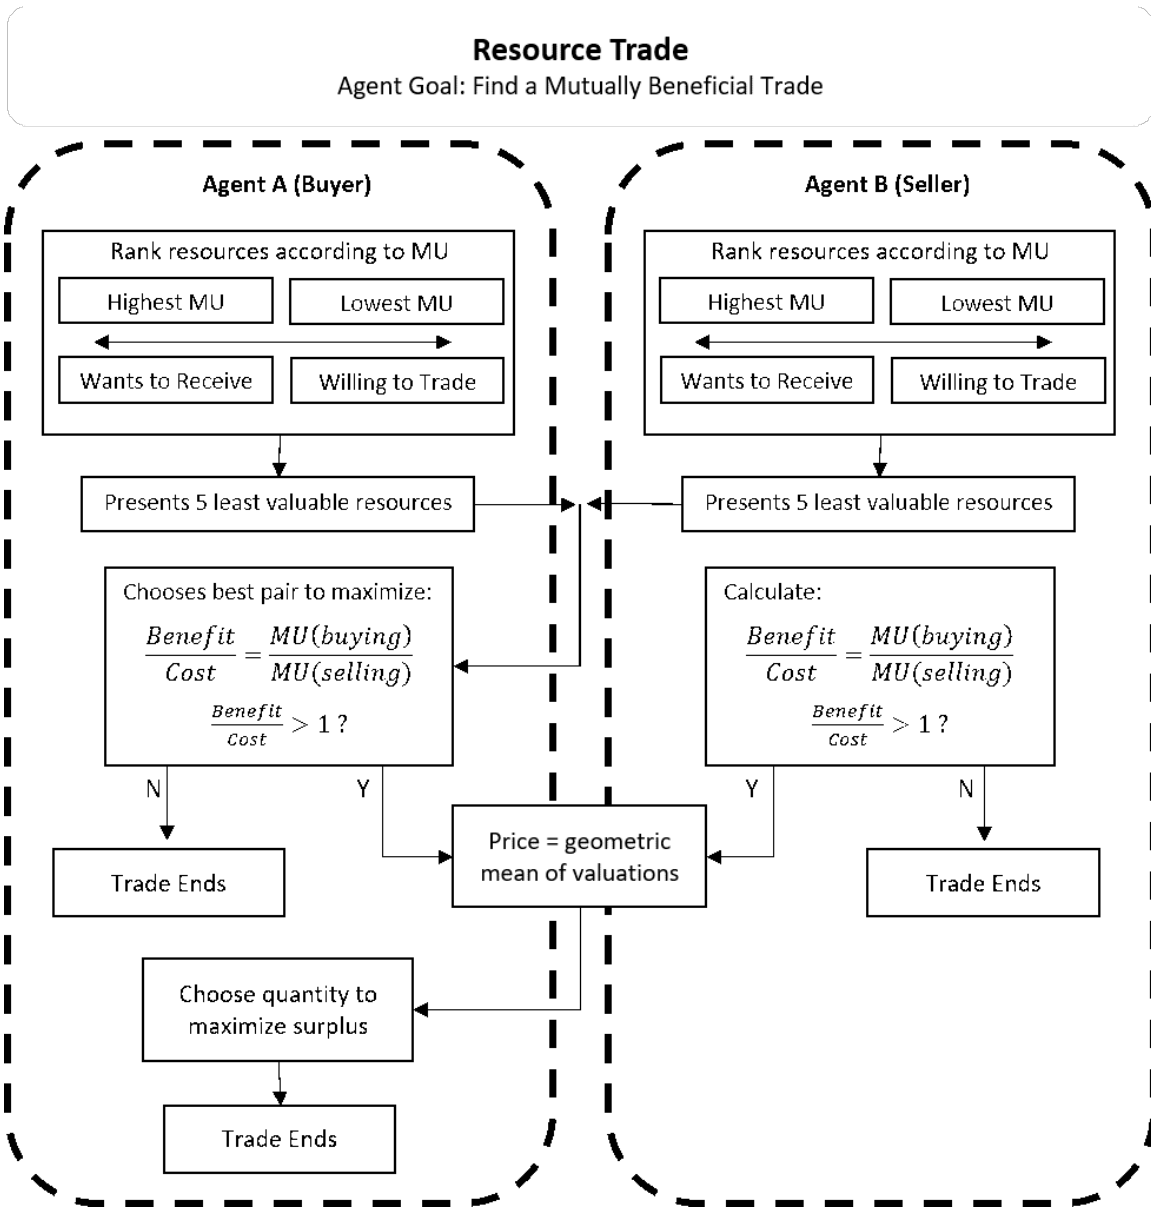 Resource Trade
Agent Goal: Find a Mutually Beneficial Trade
Agent A (Buyer)
Rank resources according to MU
Highest MU
Lowest MU
Wants to Receive
Willing to Trade
Presents 5 least valuable resources
Chooses best pair to maximize:
Benefit/Cost = MU(buying)/MU(selling)
Benefit/Cost > 1 ?
N
Y
Trade Ends
Agent B (Seller)
Rank resources according to MU
Highest MU
Lowest MU
Wants to Receive
Willing to Trade
Presents 5 least valuable resources
Calculate:
Benefit/Cost = MU(buying)/MU(selling)
Benefit/Cost > 1 ?
Y
N
Trade Ends
Price = geometric
mean of valuations
Choose quantity to
maximize surplus
Trade Ends